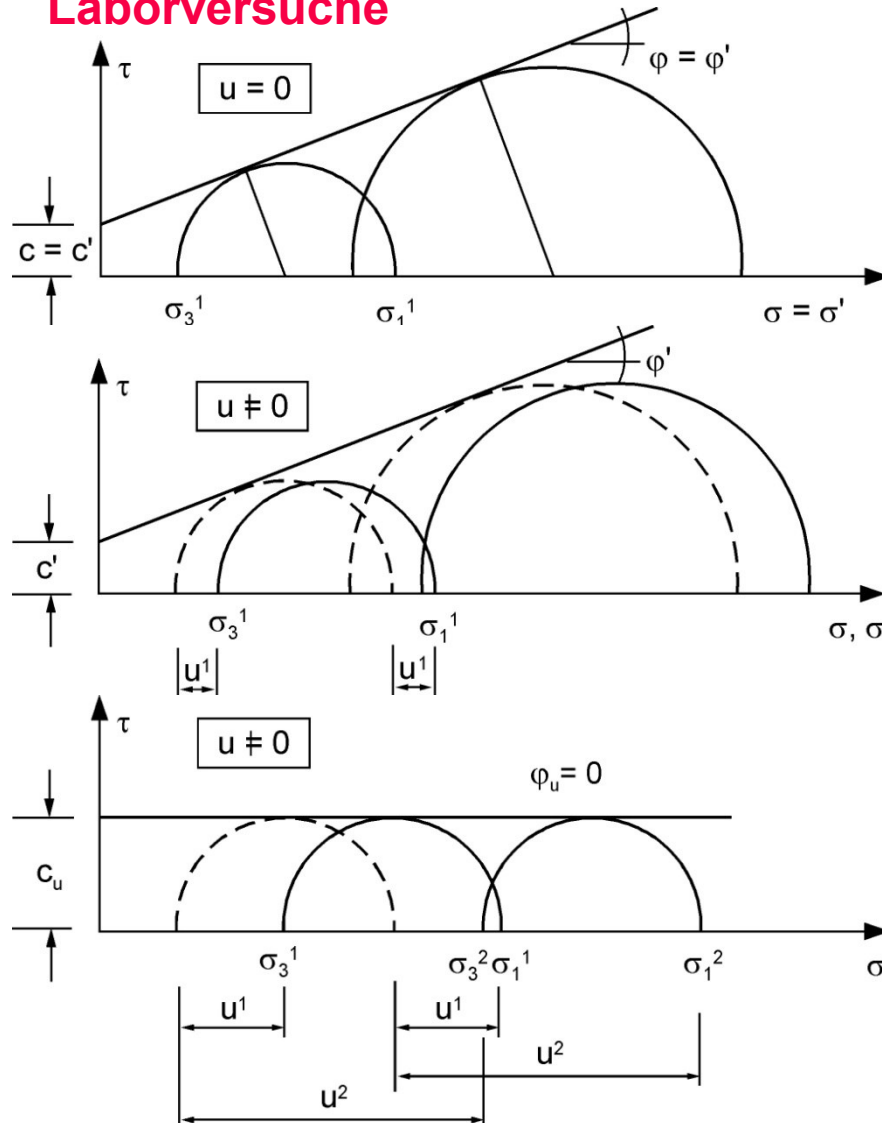 Laborversuche
τ
u = 0
φ = φ'
c = c'
σ₃¹ σ₁¹ σ = σ'
τ
u ≠ 0
φ'
c'
σ₃¹ σ₁¹ σ, σ
u¹ u¹
τ
u ≠ 0
φᵤ = 0
cᵤ
σ₃¹ σ₃² σ₁¹ σ₁² σ
u¹ u¹
u²
u²